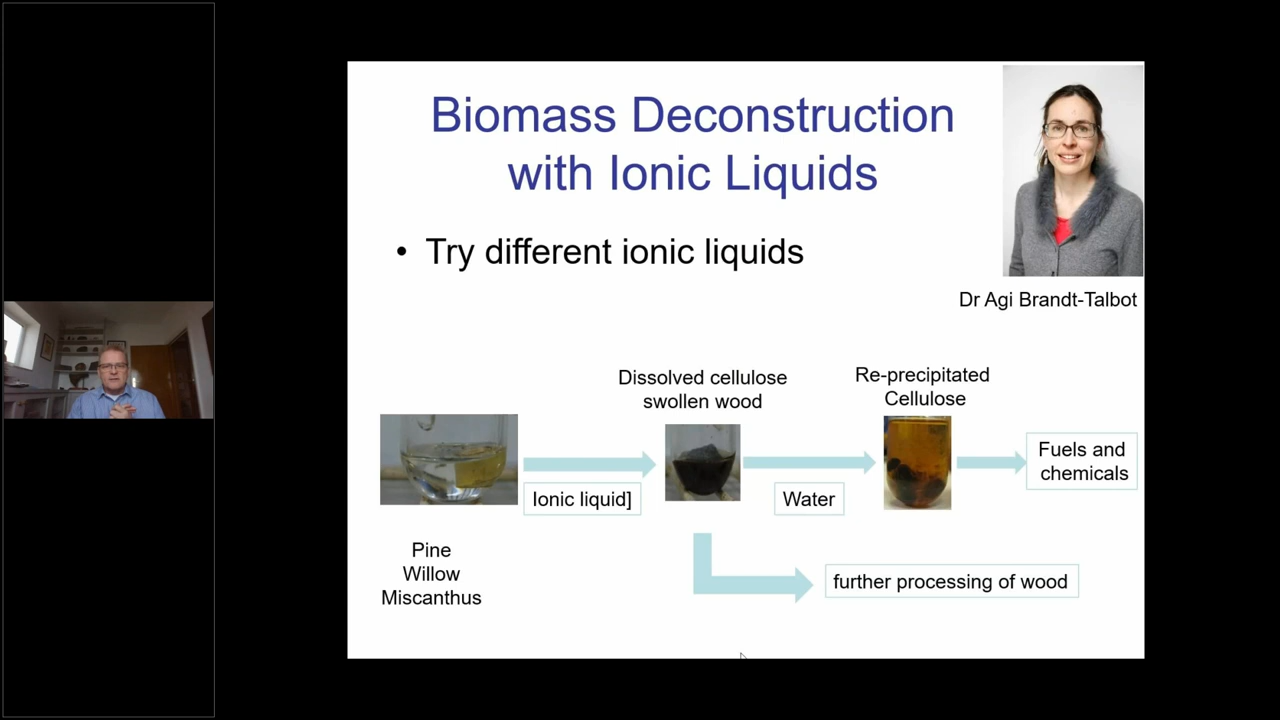 Biomass Deconstruction
with Ionic Liquids
• Try different ionic liquids
Dr Agi Brandt-Talbot
Dissolved cellulose
swollen wood
Re-precipitated
Cellulose
Fuels and
chemicals
Ionic liquid]
Water
Pine
Willow
Miscanthus
further processing of wood